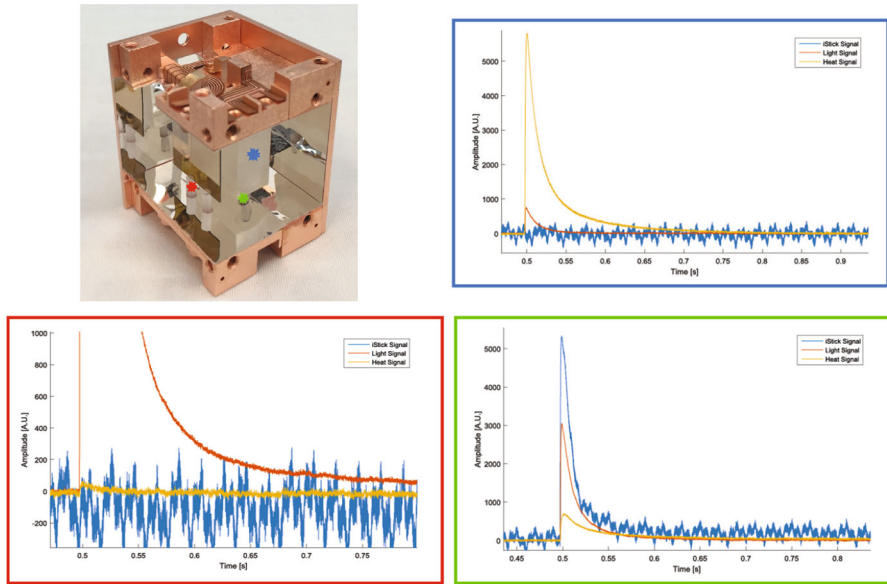 iStick Signal
Light Signal
Heat Signal
5000
4000
3000
2000
1000
0
Amplitude [A.U.]
0.5
0.55
0.6
0.65
0.7
0.75
0.8
0.85
0.9
Time [s]
1000
800
600
400
200
0
-200
Amplitude [A.U.]
iStick Signal
Light Signal
Heat Signal
0.5
0.55
0.6
0.65
0.7
0.75
Time [s]
5000
4000
3000
2000
1000
0
Amplitude [A.U.]
iStick Signal
Light Signal
Heat Signal
0.45
0.5
0.55
0.6
0.65
0.7
0.75
0.8
Time [s]